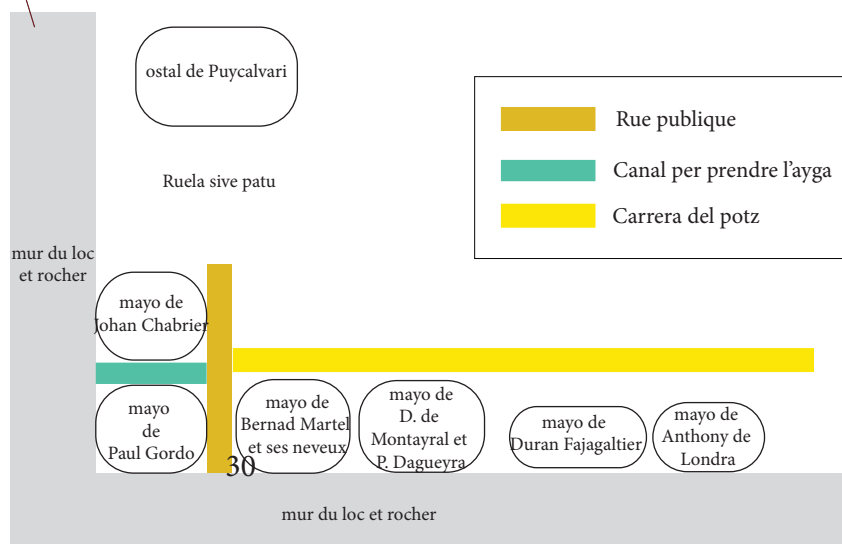 ostal de Puycalvari
Rue publique
Canal per prendre l'ayga
Carrera del potz
Ruela sive patu
mur du loc
et rocher
mayo de
Johan Chabrier
mayo
de
Paul Gordo
mayo de
Bernad Martel
et ses neveux
mayo de
D. de
Montayral et
P. Dagueyra
mayo de
Duran Fajagaltier
mayo de
Anthony de
Londra
30
mur du loc et rocher